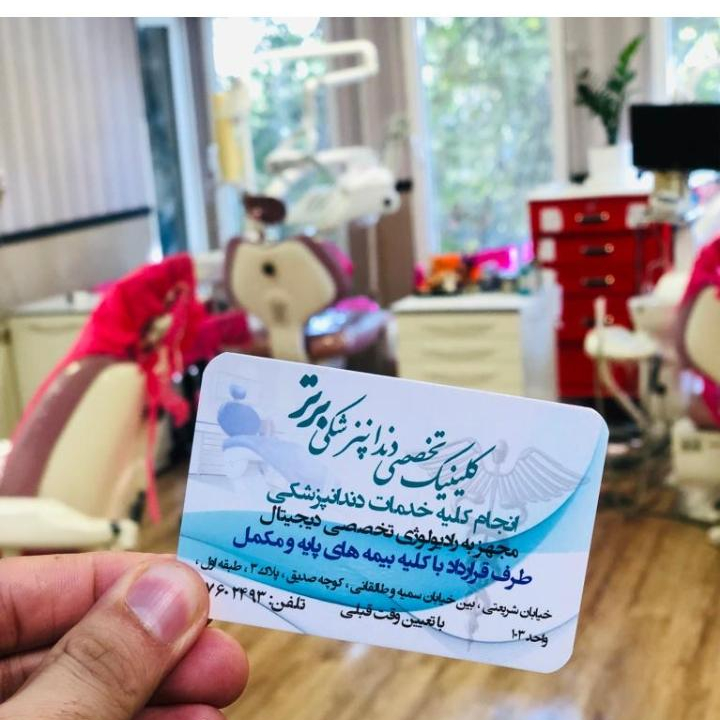 کلینیک تخصصی دندانپزشکی برتر
انجام کلیه خدمات دندانپزشکی
مجهز به رادیولوژی تخصصی دیجیتال
طرف قرارداد با کلیه بیمه های پایه و مکمل
خیابان شریعتی ، بین خیابان سمیه و طالقانی ، کوچه صدیق ، پلاک ۳ ، طبقه اول ،
واحد ۱۰۳
با تعیین وقت قبلی تلفن: ۷۷۶۰۲۴۹۳